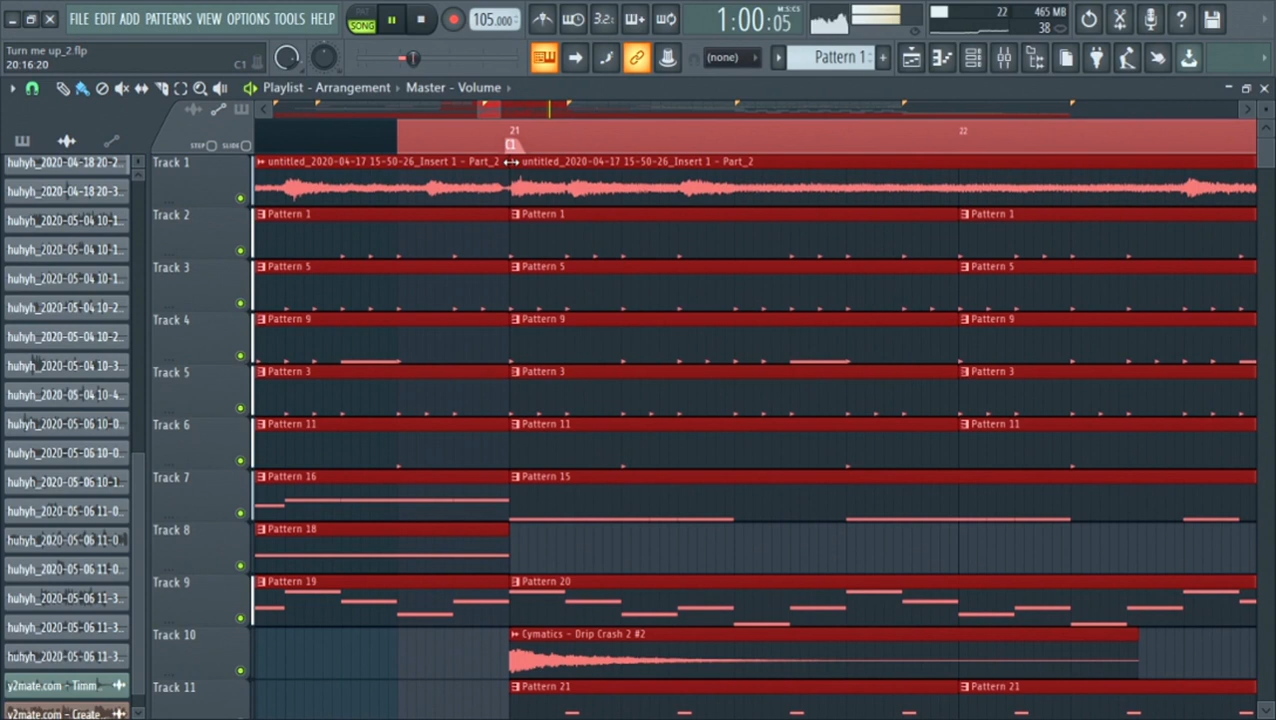 FILE EDIT ADD PATTERNS VIEW OPTIONS TOOLS HELP
PAT
SONG
105.000
3.2:
1:00:05
M:S:CS
22
465 MB
38
Turn me up_2.flp
20:16:20
C1
(none)
Pattern 1
Playlist - Arrangement
Master - Volume
STEP
SLIDE
21
22
C1
huhyh_2020-04-18 20-2...
huhyh_2020-04-18 20-3...
huhyh_2020-05-04 10-1...
huhyh_2020-05-04 10-1...
huhyh_2020-05-04 10-1...
huhyh_2020-05-04 10-2...
huhyh_2020-05-04 10-2...
huhyh_2020-05-04 10-3...
huhyh_2020-05-04 10-4...
huhyh_2020-05-06 10-0...
huhyh_2020-05-06 10-0...
huhyh_2020-05-06 10-1...
huhyh_2020-05-06 11-0...
huhyh_2020-05-06 11-0...
huhyh_2020-05-06 11-0...
huhyh_2020-05-06 11-3...
huhyh_2020-05-06 11-3...
huhyh_2020-05-06 11-3...
y2mate.com - Timm...
y2mate.com - Create...
Track 1
untitled_2020-04-17 15-50-26_Insert 1 - Part_2
untitled_2020-04-17 15-50-26_Insert 1 - Part_2
Track 2
Pattern 1
Pattern 1
Pattern 1
Track 3
Pattern 5
Pattern 5
Pattern 5
Track 4
Pattern 9
Pattern 9
Pattern 9
Track 5
Pattern 3
Pattern 3
Pattern 3
Track 6
Pattern 11
Pattern 11
Pattern 11
Track 7
Pattern 16
Pattern 15
Track 8
Pattern 18
Track 9
Pattern 19
Pattern 20
Track 10
Cymatics - Drip Crash 2 #2
Track 11
Pattern 21
Pattern 21